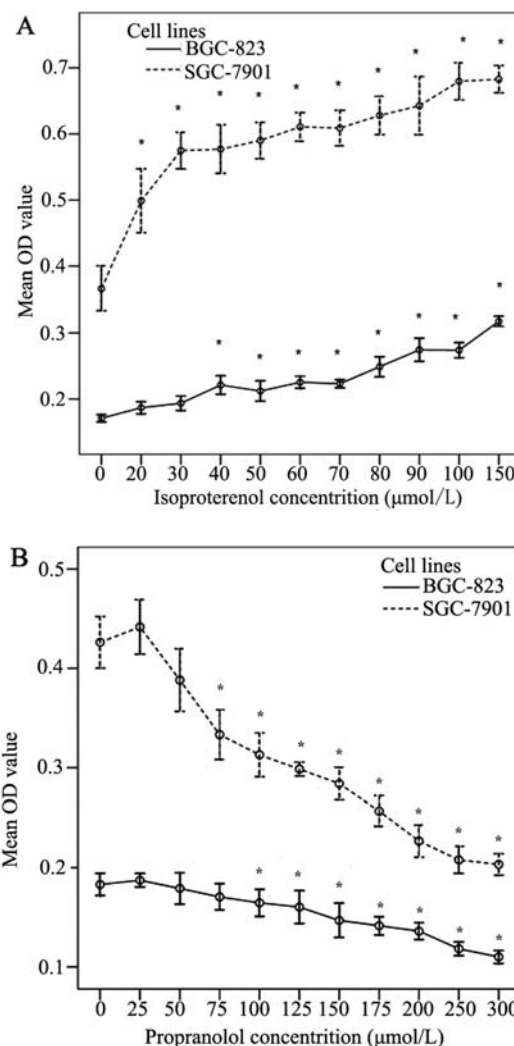 A
Cell lines
BGC-823
SGC-7901
Mean OD value
0.7
0.6
0.5
0.4
0.3
0.2
* * * * * * * * * *
* * * * * * * *
0 20 30 40 50 60 70 80 90 100 150
Isoproterenol concentrition (μmol/L)
B
Cell lines
BGC-823
SGC-7901
Mean OD value
0.5
0.4
0.3
0.2
0.1
* * * * * * * *
* * * * * * *
0 25 50 75 100 125 150 175 200 250 300
Propranolol concentrition (μmol/L)